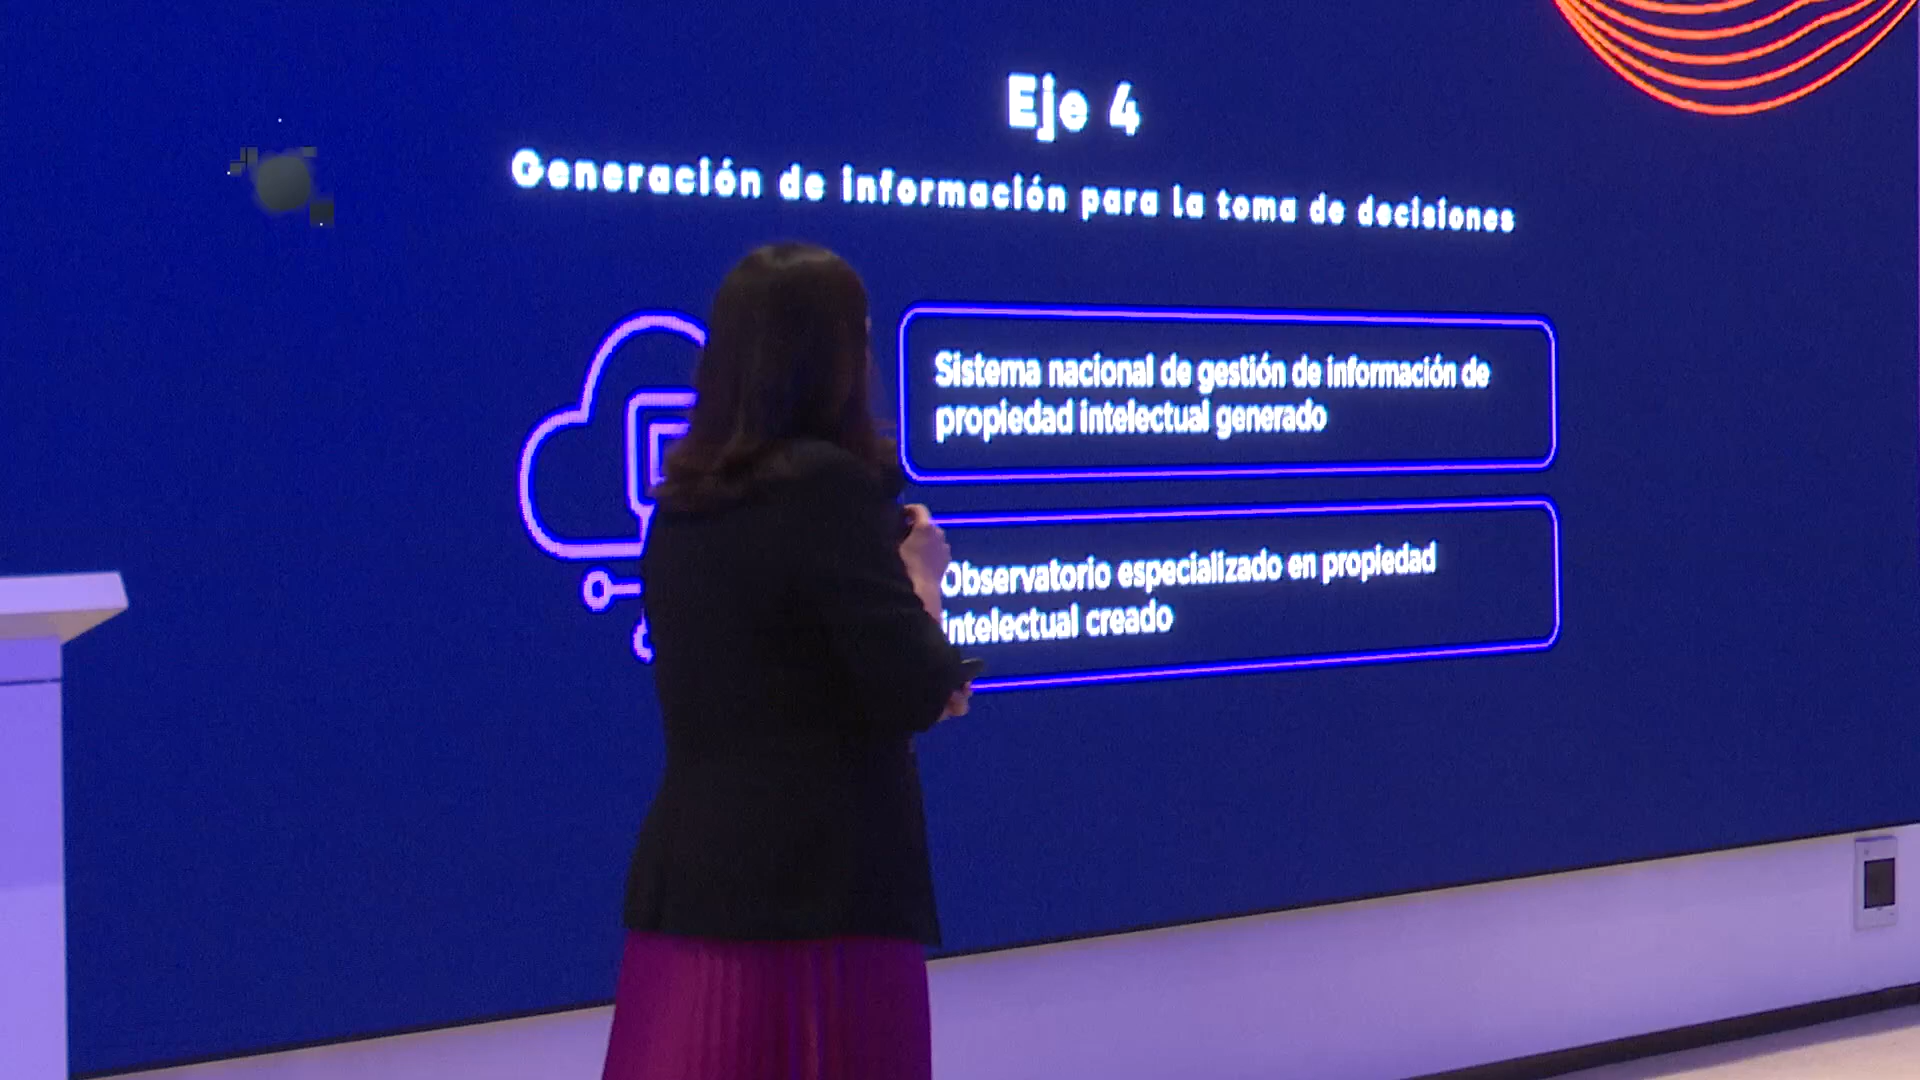 Eje 4
Generación de información para la toma de decisiones
Sistema nacional de gestión de información de
propiedad intelectual generado
Observatorio especializado en propiedad
intelectual creado